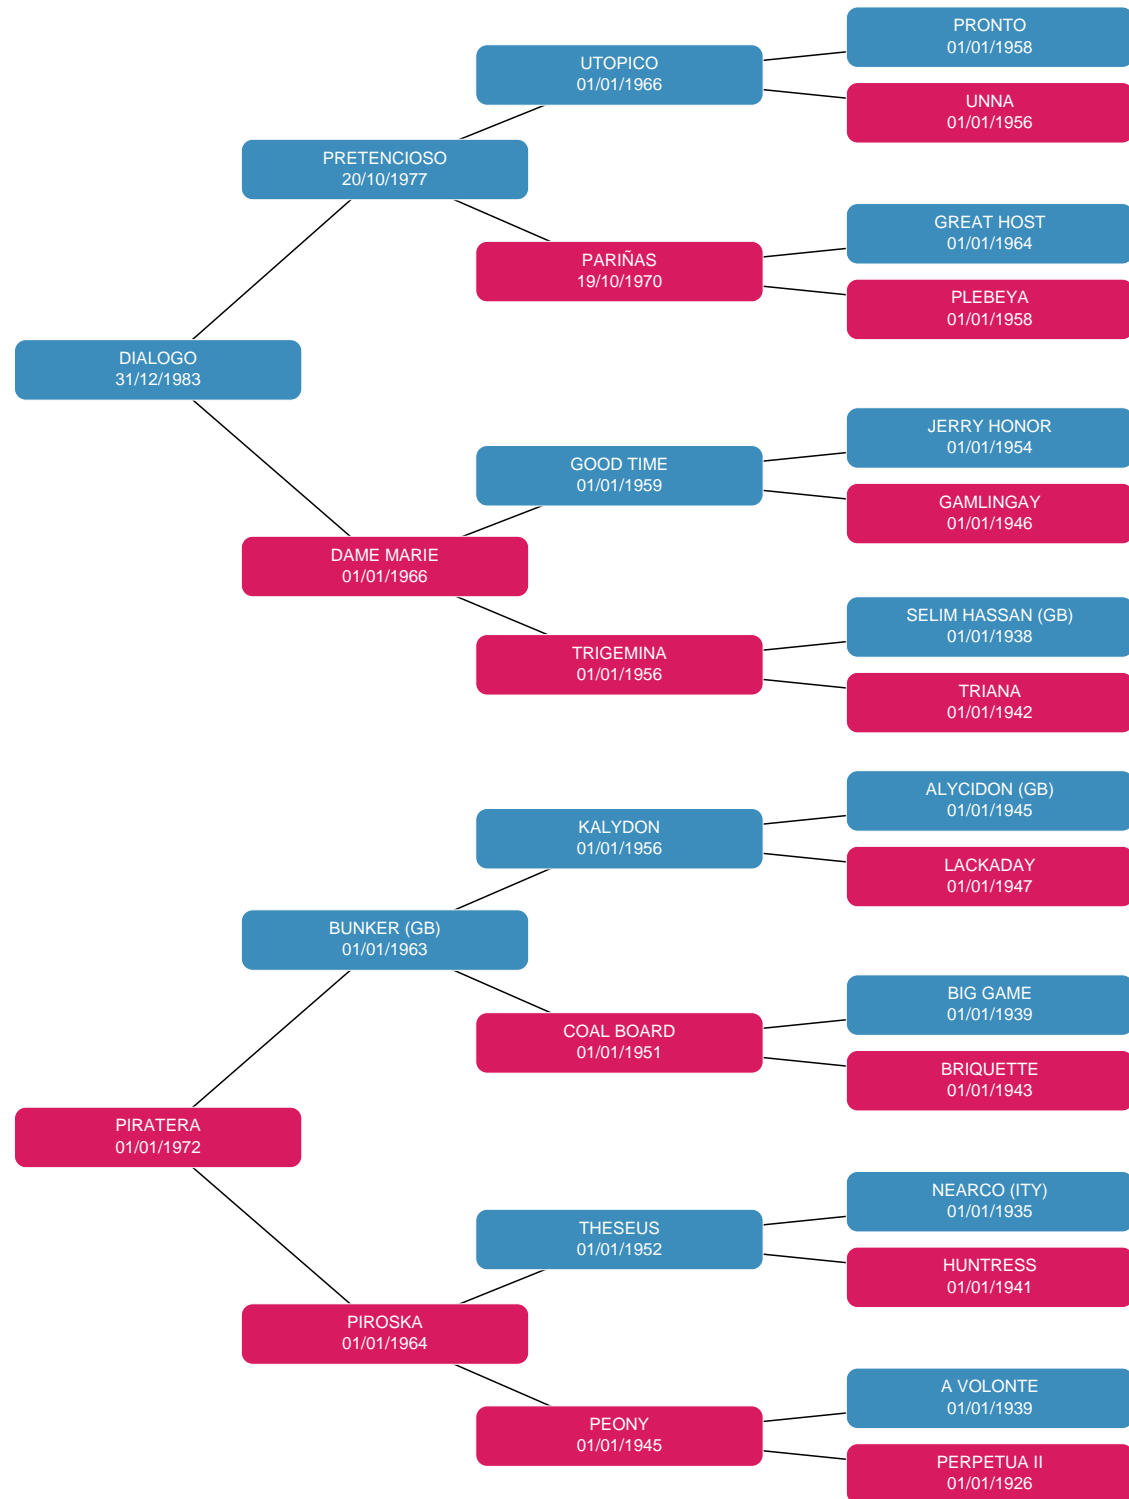 PRONTO
01/01/1958
UTOPICO
01/01/1966
UNNA
01/01/1956
PRETENCIOSO
20/10/1977
GREAT HOST
01/01/1964
PARIÑAS
19/10/1970
PLEBEYA
01/01/1958
DIALOGO
31/12/1983
JERRY HONOR
01/01/1954
GOOD TIME
01/01/1959
GAMLINGAY
01/01/1946
DAME MARIE
01/01/1966
SELIM HASSAN (GB)
01/01/1938
TRIGEMINA
01/01/1956
TRIANA
01/01/1942
ALYCIDON (GB)
01/01/1945
KALYDON
01/01/1956
LACKADAY
01/01/1947
BUNKER (GB)
01/01/1963
BIG GAME
01/01/1939
COAL BOARD
01/01/1951
BRIQUETTE
01/01/1943
PIRATERA
01/01/1972
NEARCO (ITY)
01/01/1935
THESEUS
01/01/1952
HUNTRESS
01/01/1941
PIROSKA
01/01/1964
A VOLONTE
01/01/1939
PEONY
01/01/1945
PERPETUA II
01/01/1926